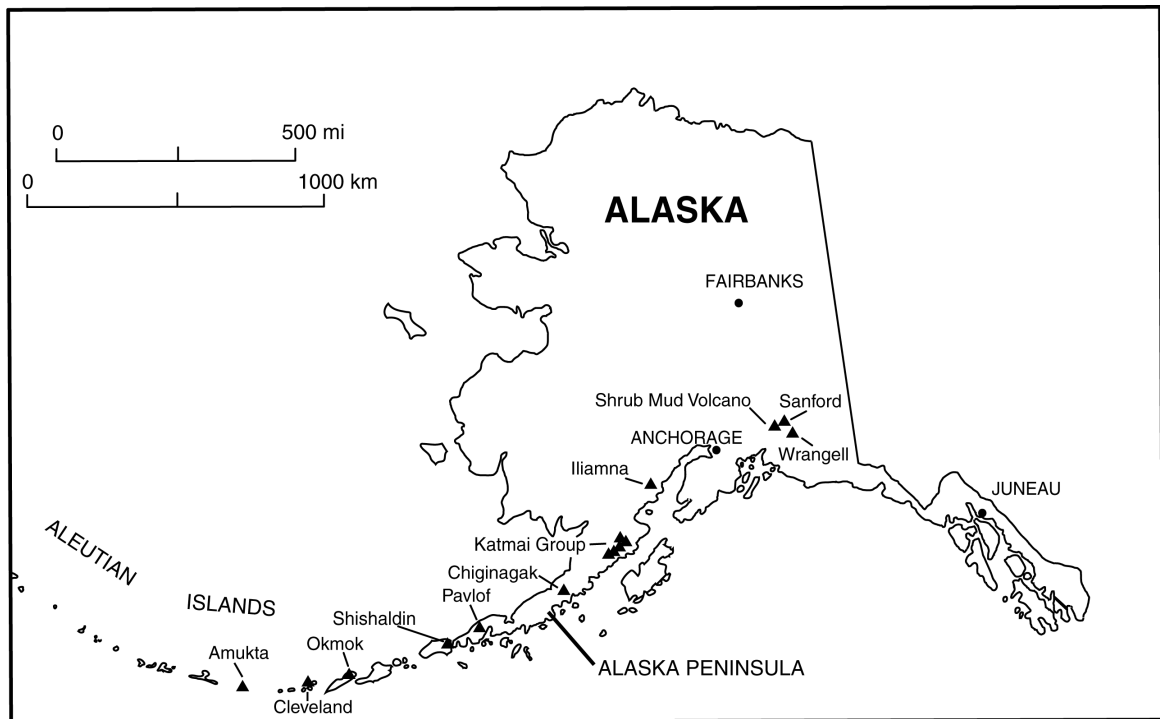 0 500 mi
0 1000 km
ALASKA
FAIRBANKS
Shrub Mud Volcano
Sanford
ANCHORAGE
Wrangell
Iliamna
JUNEAU
ALEUTIAN
Katmai Group
Chiginagak
ISLANDS
Pavlof
Shishaldin
Okmok
Amukta
ALASKA PENINSULA
Cleveland